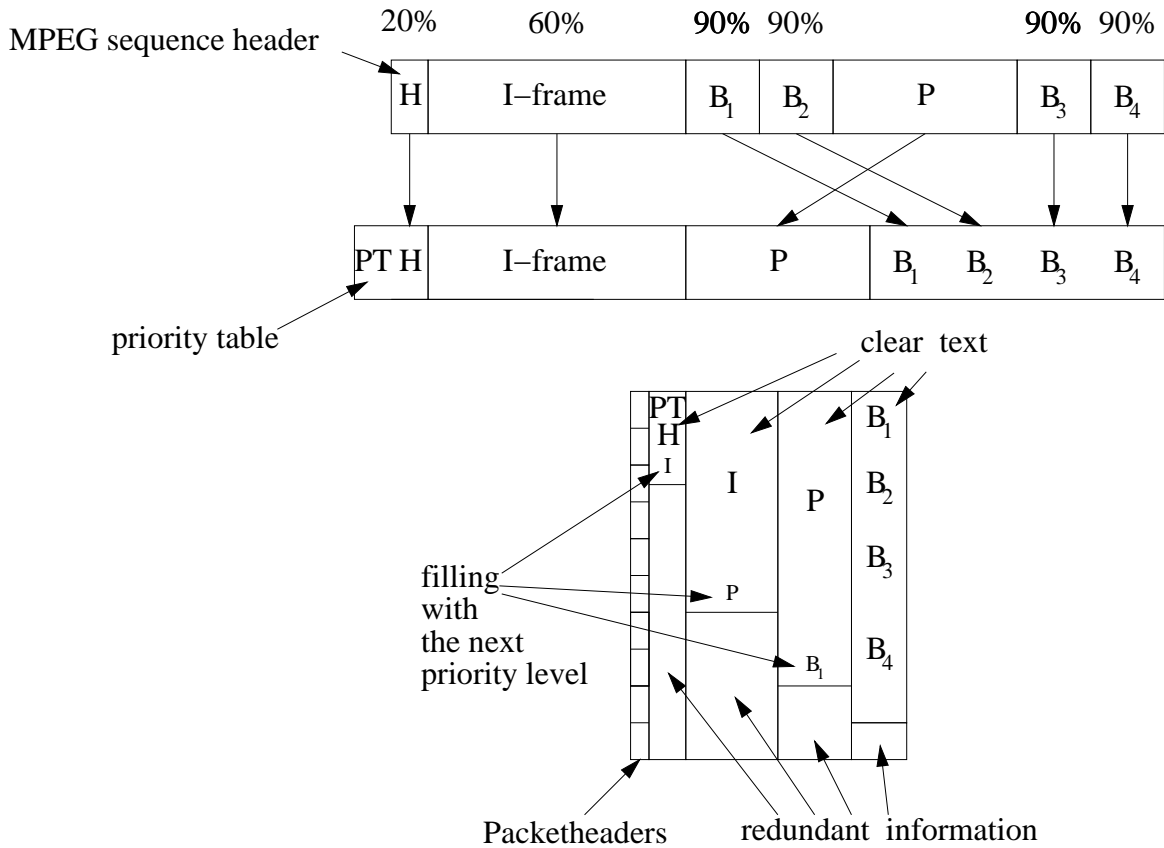 20% 60% 90% 90% 90% 90%
MPEG sequence header
H I–frame B1 B2 P B3 B4
PT H I–frame P B1 B2 B3 B4
priority table
clear text
PT
H
I
I
P
P
B1
B1
B2
B3
B4
filling
with
the next
priority level
Packetheaders
redundant information